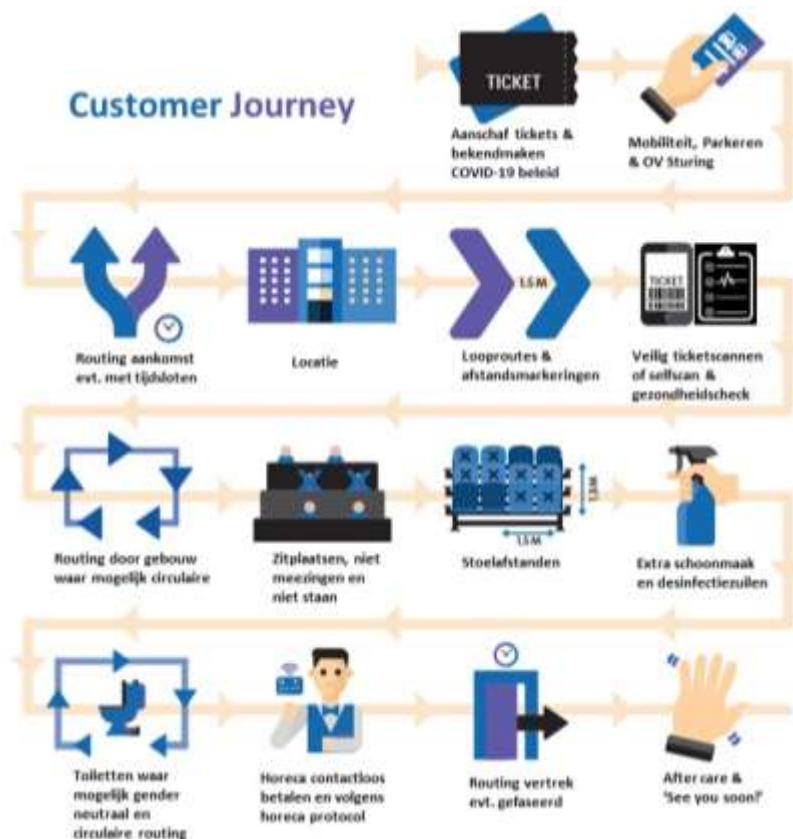 Customer Journey
TICKET
Aanschaf tickets &
bekendmaken
COVID-19 beleid
Mobiliteit, Parkeren
& OV Sturing
Routing aankomst
evt. met tijdsloten
Locatie
1.5 M
Looproutes &
afstandsmarkeringen
TICKET
Veilig ticketscannen
of selfscan &
gezondheidscheck
Routing door gebouw
waar mogelijk circulaire
Zitplaatsen, niet
meezingen en
niet staan
1.5 M
1.5 M
Stoelafstanden
Extra schoonmaak
en desinfectiezuilen
Toiletten waar
mogelijk gender
neutraal en
circulaire routing
Horeca contactloos
betalen en volgens
horeca protocol
Routing vertrek
evt. gefaseerd
After care &
'See you soon!'